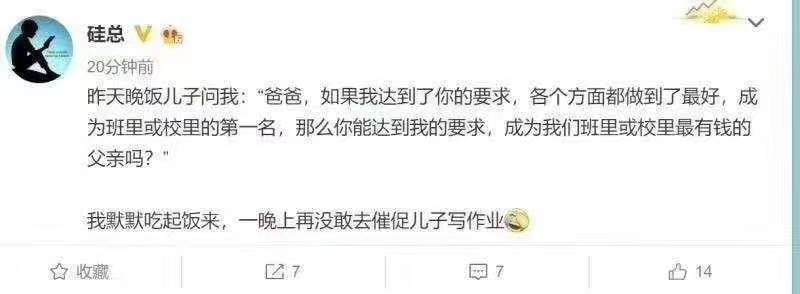 硅总
20分钟前
昨天晚饭儿子问我：“爸爸，如果我达到了你的要求，各个方面都做到了最好，成
为班里或校里的第一名，那么你能达到我的要求，成为我们班里或校里最有钱的
父亲吗？”
我默默吃起饭来，一晚上再没敢去催促儿子写作业
收藏 7 7 14